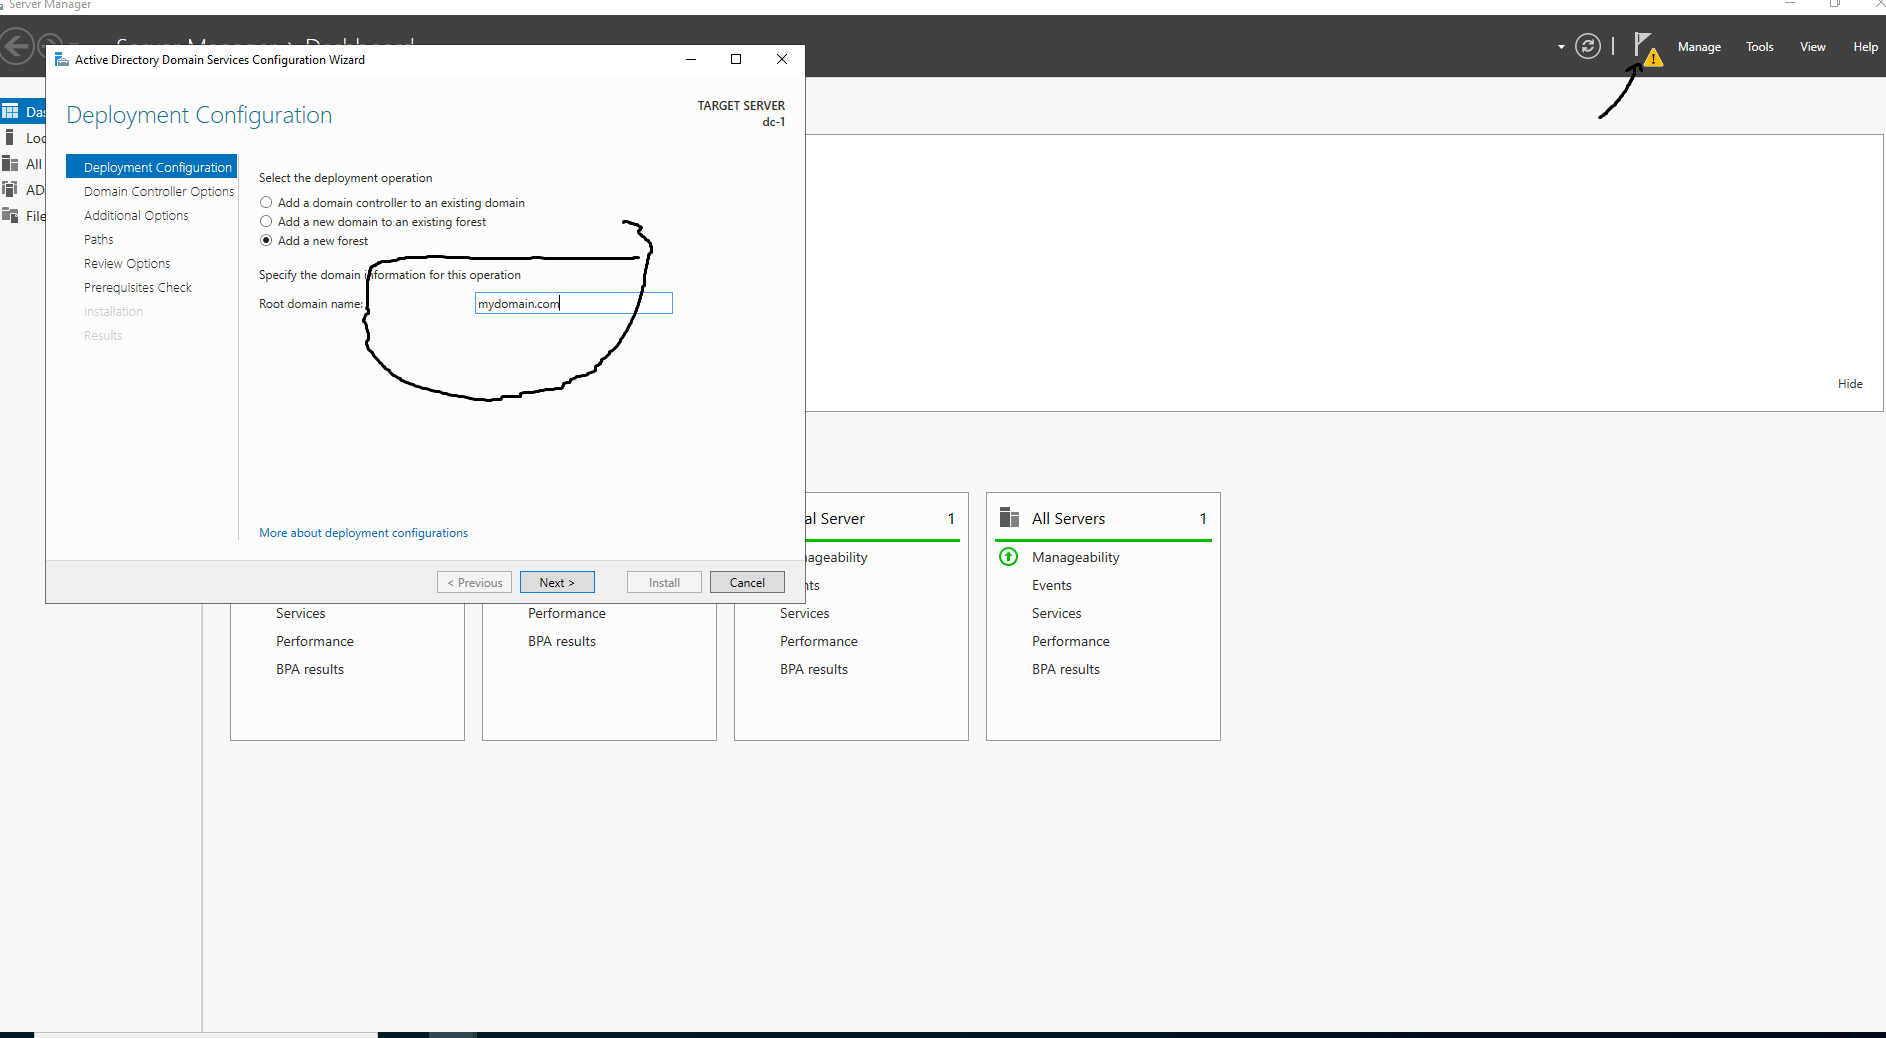 Server Manager
Manage Tools View Help
Active Directory Domain Services Configuration Wizard
Deployment Configuration
TARGET SERVER
dc-1
Deployment Configuration
Domain Controller Options
Additional Options
Paths
Review Options
Prerequisites Check
Installation
Results
Select the deployment operation
Add a domain controller to an existing domain
Add a new domain to an existing forest
Add a new forest
Specify the domain information for this operation
Root domain name:
mydomain.com
More about deployment configurations
< Previous
Next >
Install
Cancel
All
AD
File
Hide
al Server 1
ageability
nts
Services
Performance
BPA results
All Servers 1
Manageability
Events
Services
Performance
BPA results
Services
Performance
BPA results
Performance
BPA results